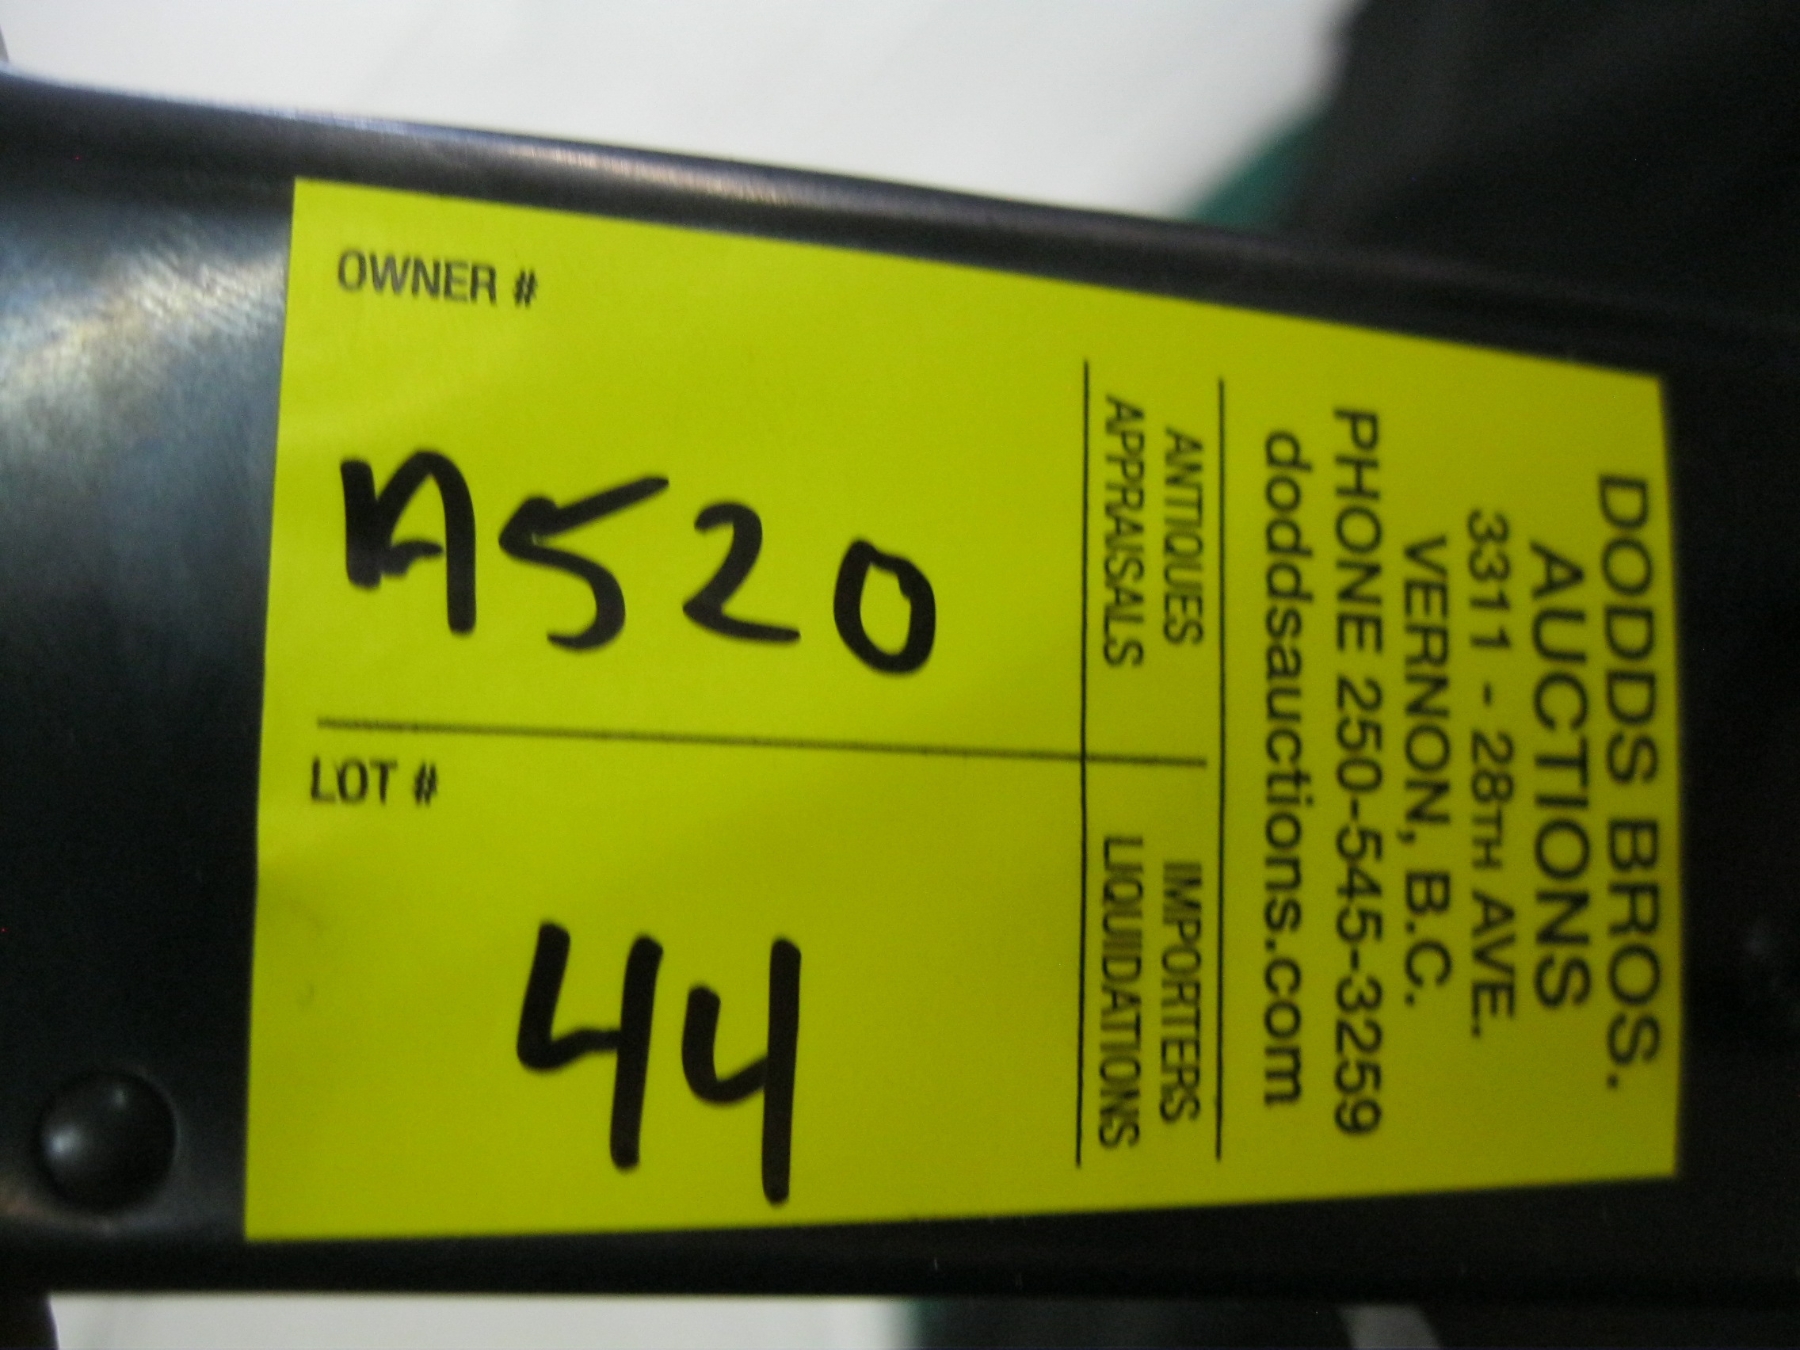 DODDS BROS.
AUCTIONS
3311 - 28TH AVE.
VERNON, B.C.
PHONE 250-545-3259
doddsauctions.com
ANTIQUES IMPORTERS
APPRAISALS LIQUIDATIONS
OWNER #
A520
LOT #
44